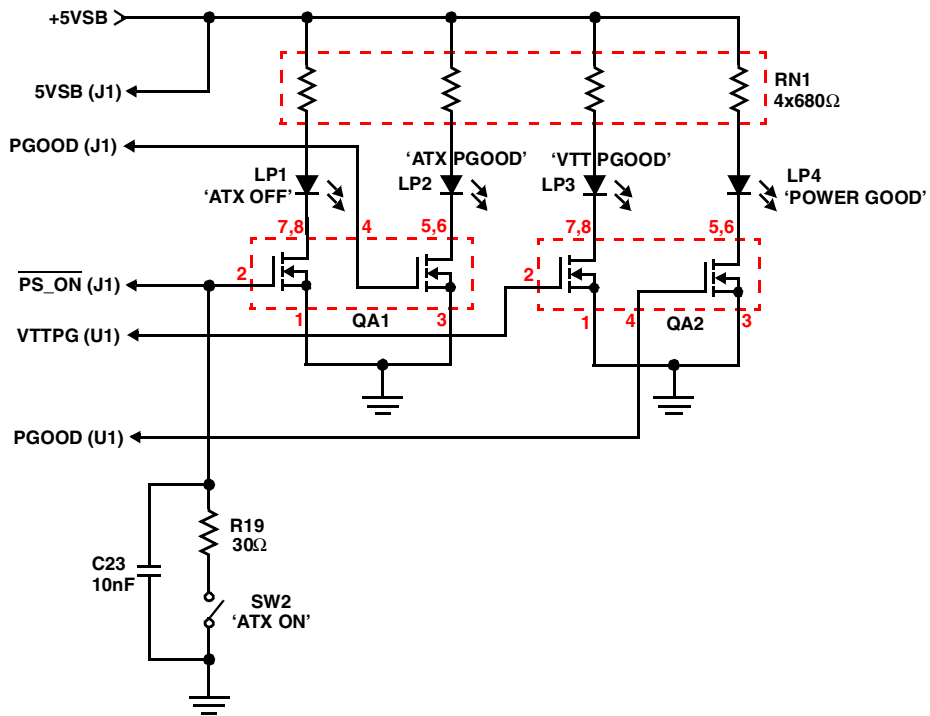 +5VSB
5VSB (J1)
RN1
4x680Ω
PGOOD (J1)
LP1
'ATX OFF'
'ATX PGOOD'
LP2
'VTT PGOOD'
LP3
LP4
'POWER GOOD'
7,8
4
5,6
7,8
5,6
PS_ON (J1)
2
2
1
QA1
3
1
4
QA2
3
VTTPG (U1)
PGOOD (U1)
R19
30Ω
C23
10nF
SW2
'ATX ON'